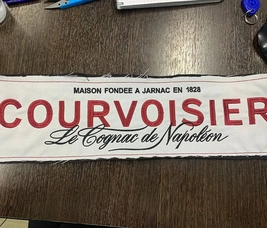 MAISON FONDEE A JARNAC EN 1828
COURVOISIER
Le Cognac de Napoléon